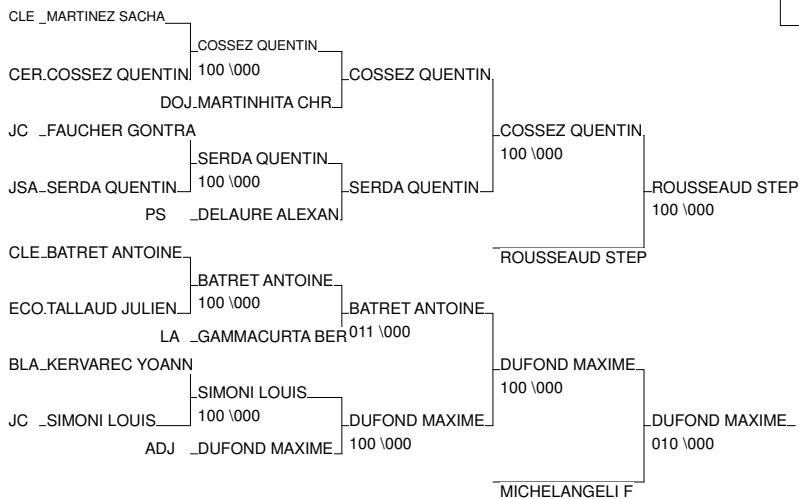 CLE MARTINEZ SACHA
COSSEZ QUENTIN
100 \000
CER COSSEZ QUENTIN
COSSEZ QUENTIN
DOJ MARTINHITA CHR
JC FAUCHER GONTRA
COSSEZ QUENTIN
100 \000
SERDA QUENTIN
100 \000
JSA SERDA QUENTIN
SERDA QUENTIN
ROUSSEAUD STEP
100 \000
PS DELAURE ALEXAN
CLE BATRET ANTOINE
ROUSSEAUD STEP
BATRET ANTOINE
100 \000
ECO TALLAUD JULIEN
BATRET ANTOINE
011 \000
LA GAMMACURTA BER
BLA KERVAREC YOANN
DUFOND MAXIME
100 \000
SIMONI LOUIS
100 \000
JC SIMONI LOUIS
DUFOND MAXIME
100 \000
DUFOND MAXIME
010 \000
ADJ DUFOND MAXIME
MICHELANGELI F